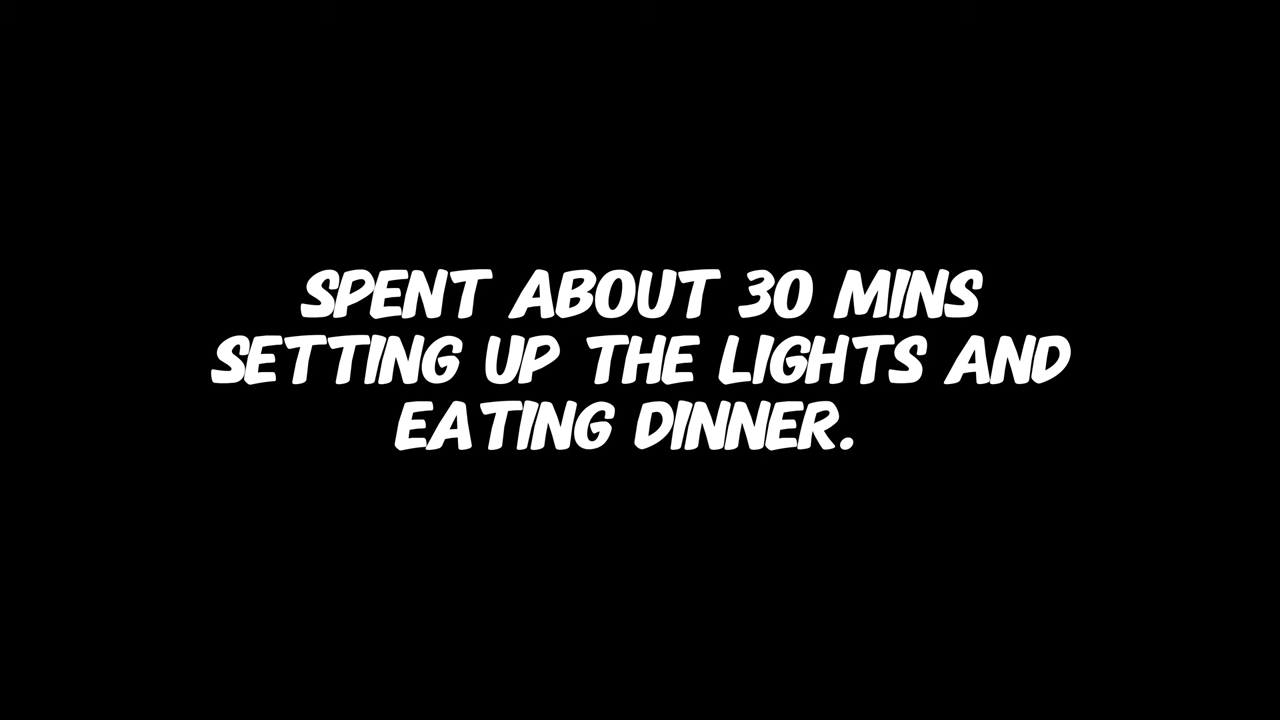 SPENT ABOUT 30 MINS
SETTING UP THE LIGHTS AND
EATING DINNER.